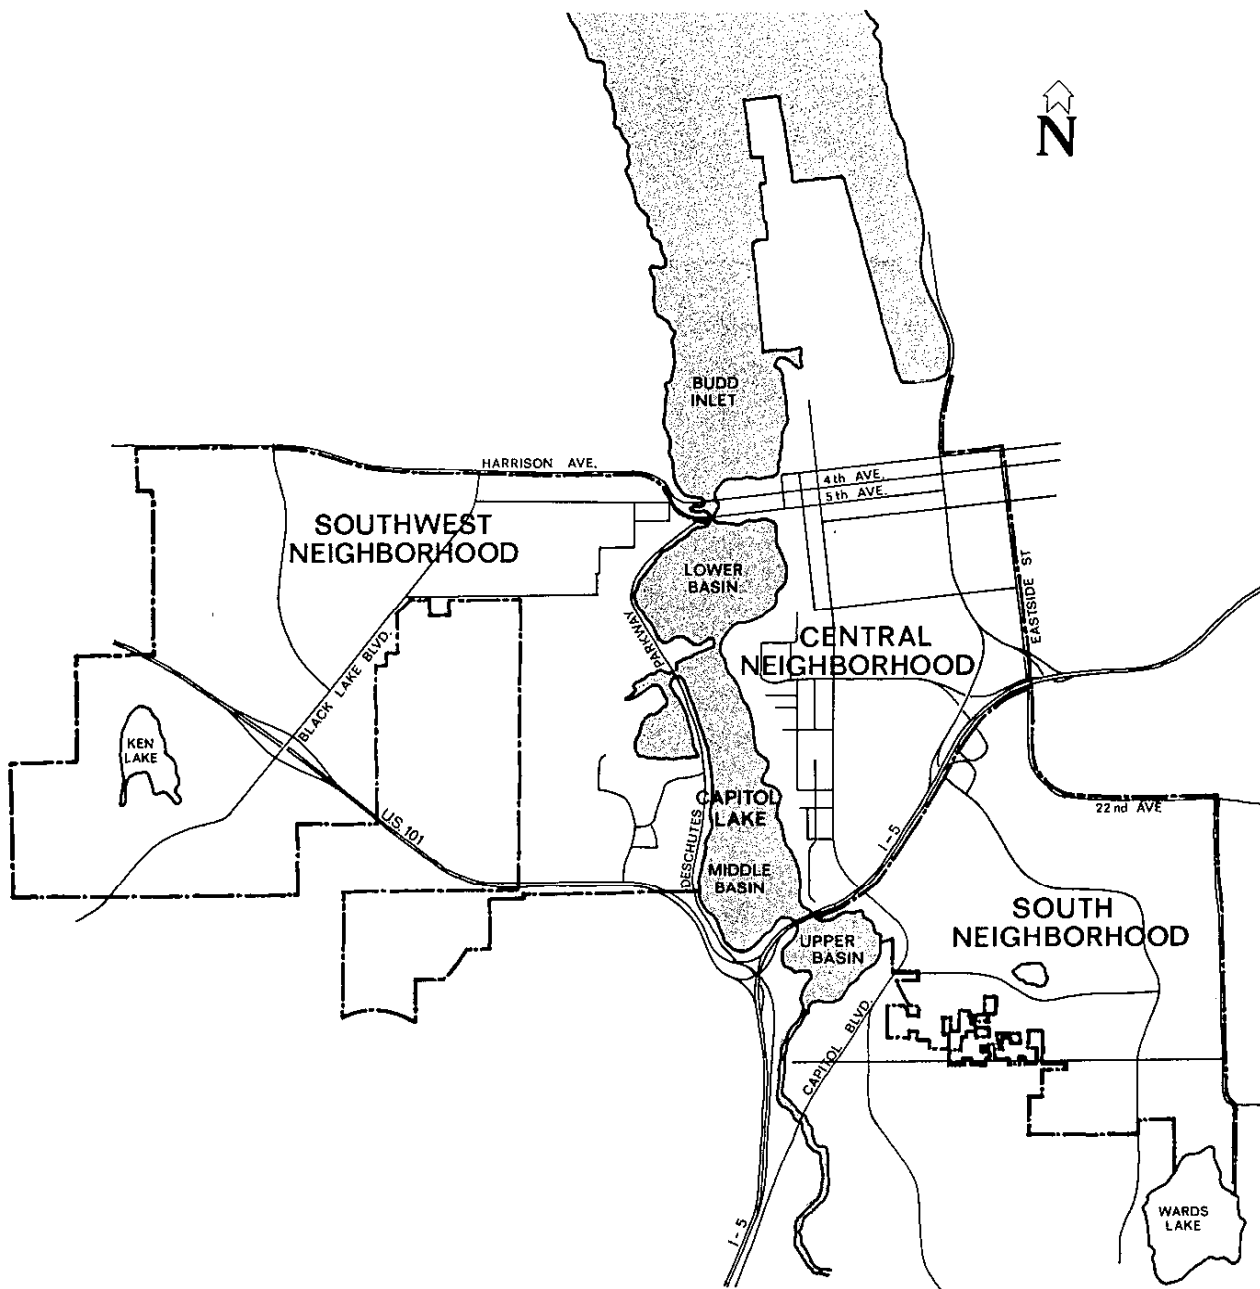 N
BUDD
INLET
HARRISON AVE.
4th AVE.
5th AVE.
SOUTHWEST
NEIGHBORHOOD
LOWER
BASIN
EASTSIDE ST
PARKWAY
CENTRAL
NEIGHBORHOOD
BLACK LAKE BLVD.
KEN
LAKE
US 101
CAPITOL
LAKE
DESCHUTES
I-5
22nd AVE
MIDDLE
BASIN
SOUTH
NEIGHBORHOOD
UPPER
BASIN
CAPITOL BLVD.
WARDS
LAKE
I-5